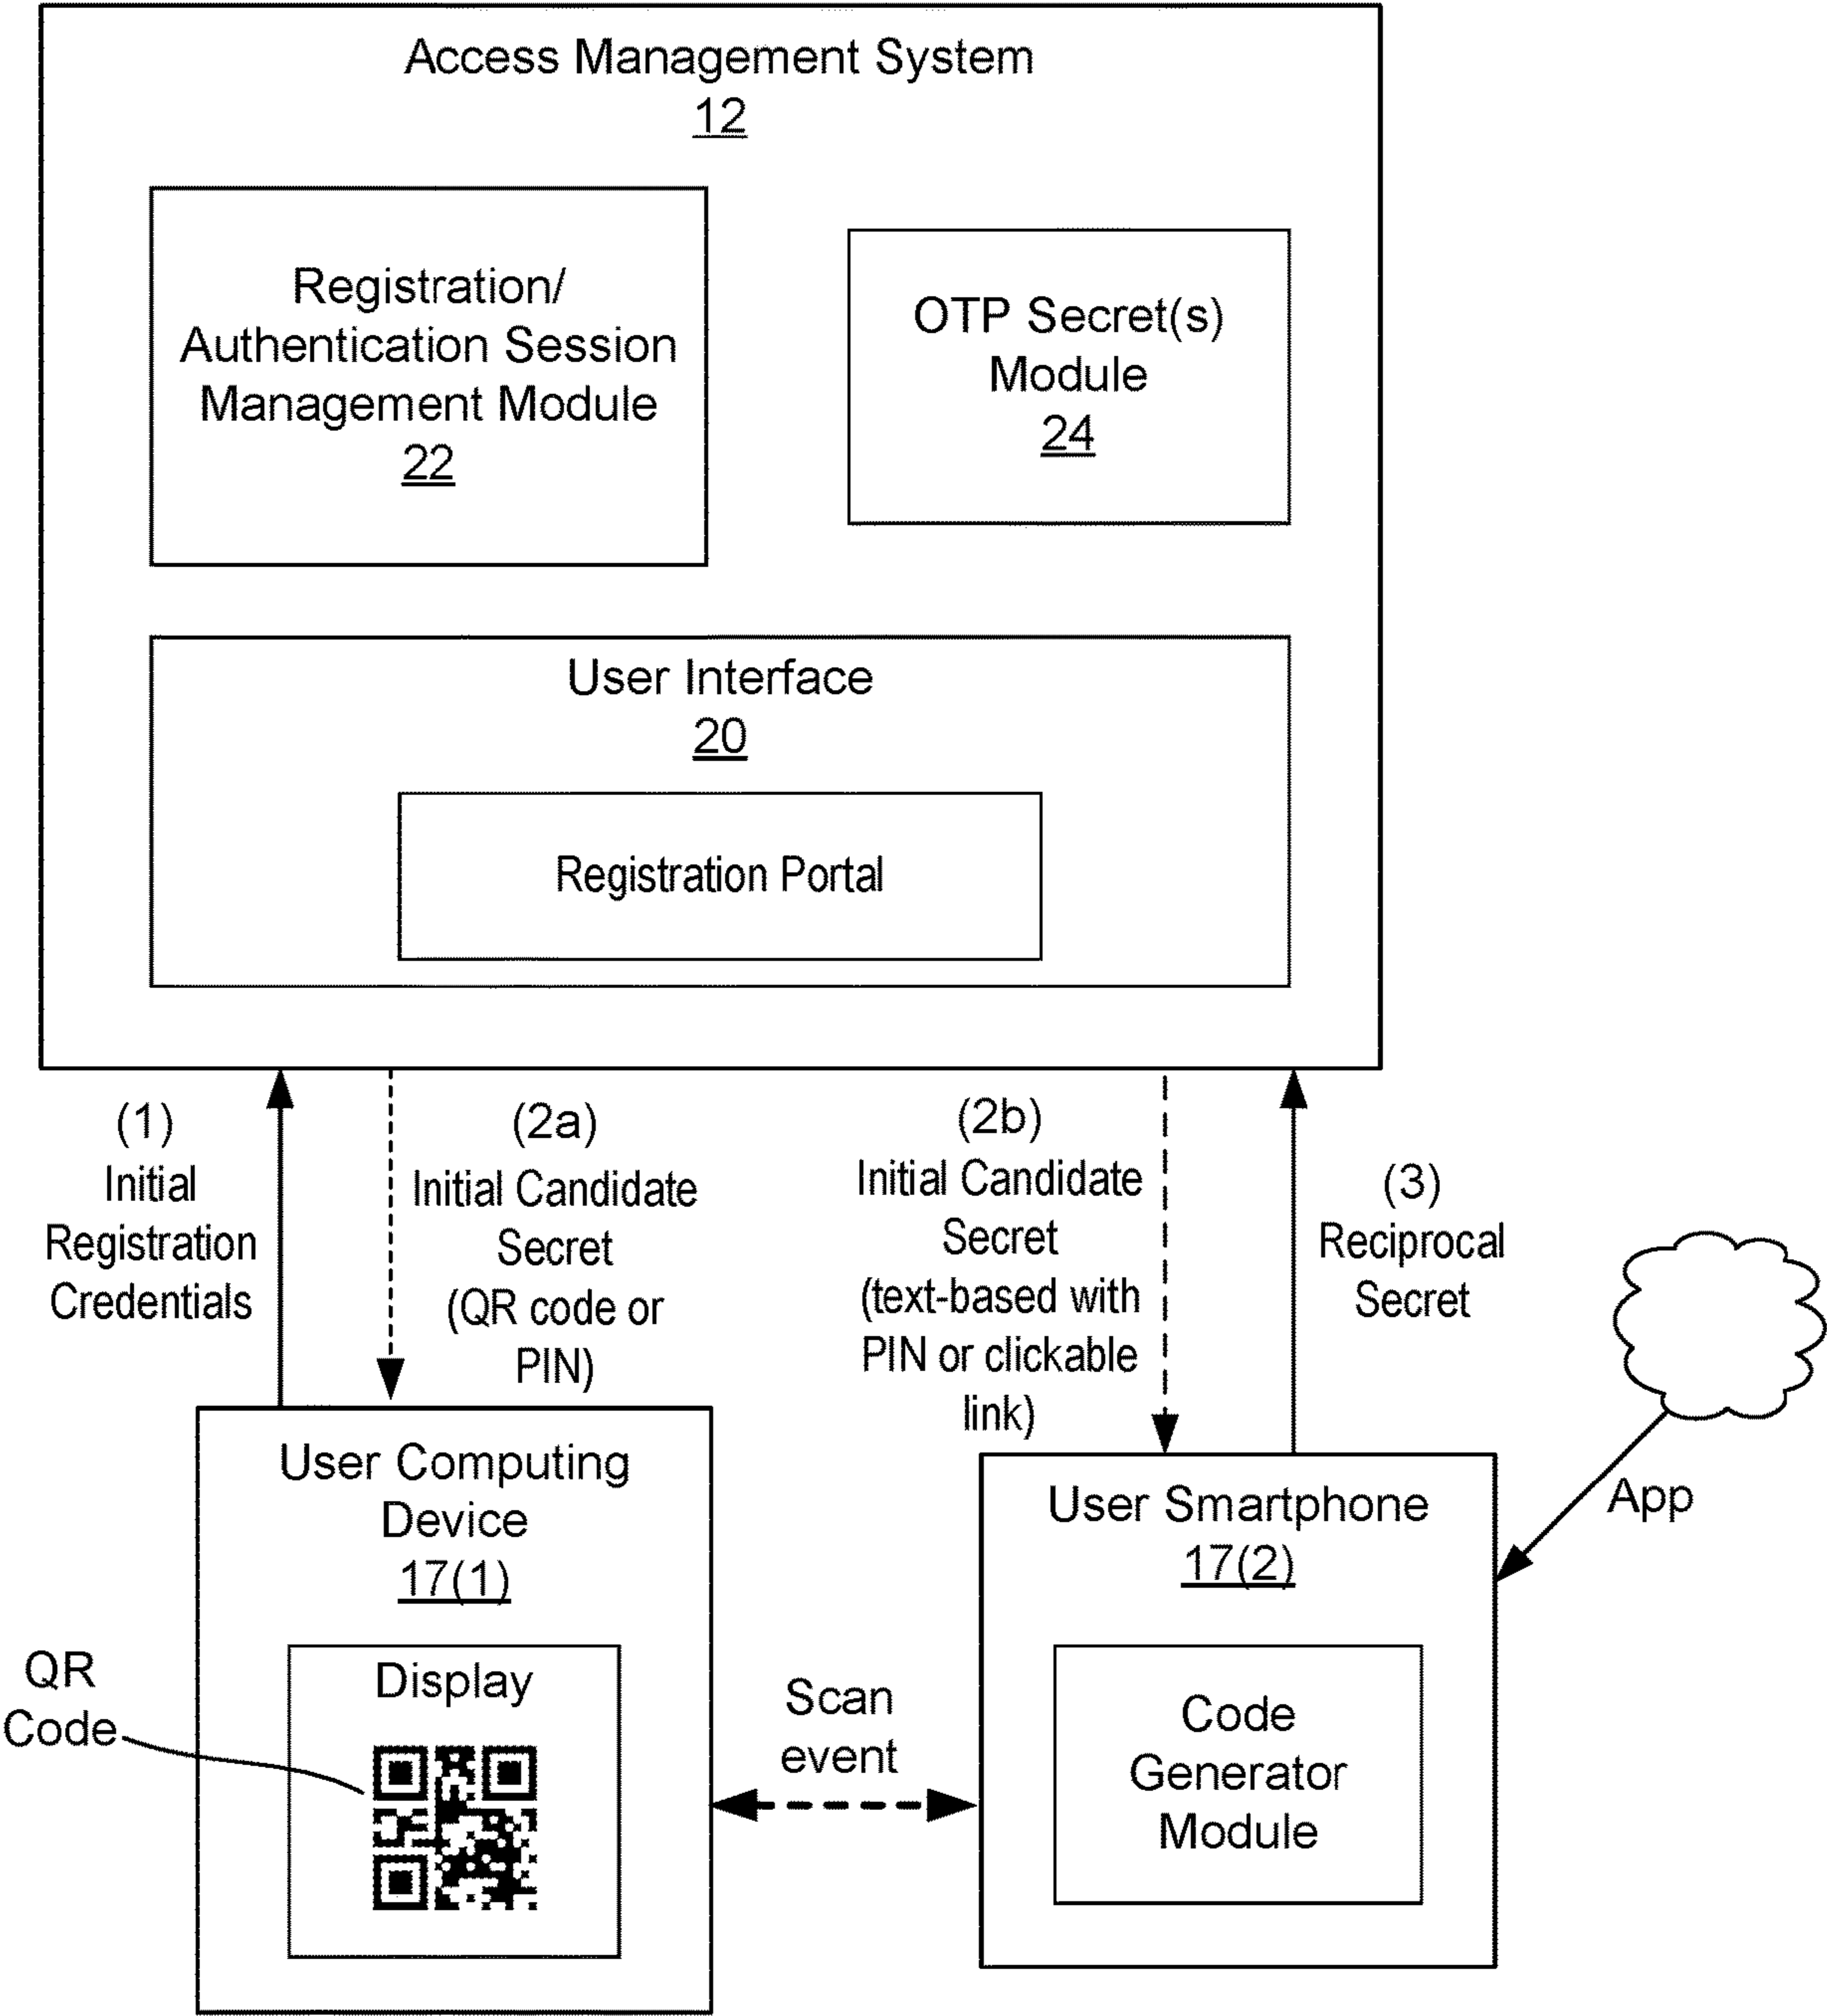 Access Management System
12
Registration/
Authentication Session
Management Module
22
OTP Secret(s)
Module
24
User Interface
20
Registration Portal
(1)
Initial
Registration
Credentials
(2a)
Initial Candidate
Secret
(QR code or
PIN)
(2b)
Initial Candidate
Secret
(text-based with
PIN or clickable
link)
(3)
Reciprocal
Secret
App
User Computing
Device
17(1)
Display
QR
Code
Scan
event
User Smartphone
17(2)
Code
Generator
Module